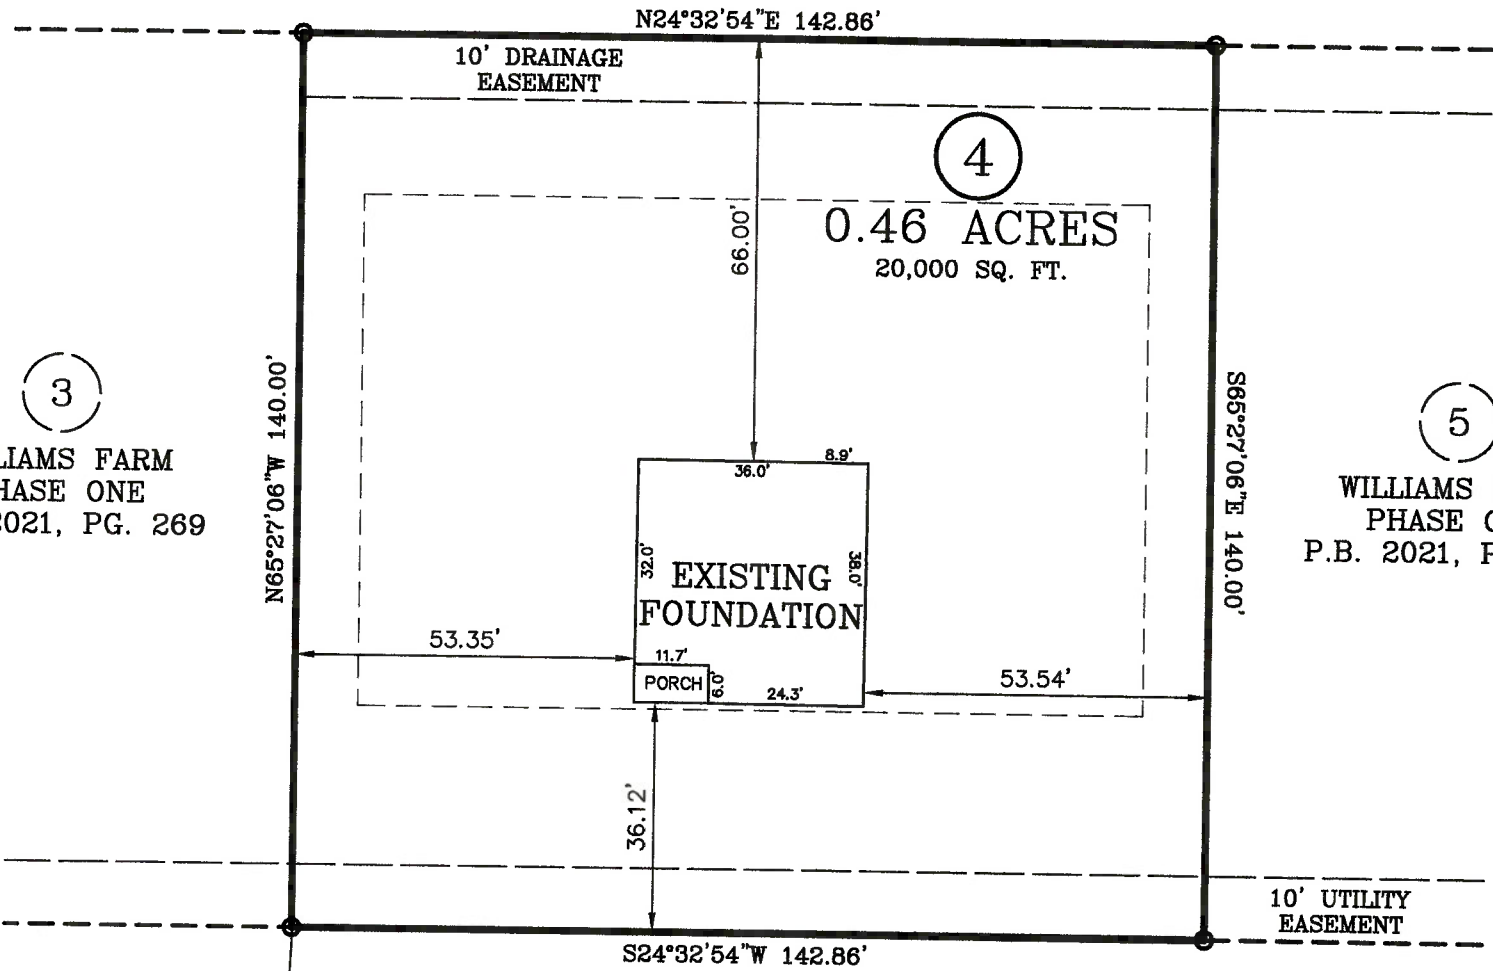 N24°32'54"E 142.86'
10' DRAINAGE
EASEMENT
4
0.46 ACRES
20,000 SQ. FT.
66.00'
N65°27'06"W 140.00'
S65°27'06"E 140.00'
3
LIAMS FARM
HASE ONE
2021, PG. 269
5
WILLIAMS
PHASE
P.B. 2021,
8.9'
36.0'
32.0'
38.0'
EXISTING
FOUNDATION
11.7'
PORCH
6.0'
24.3'
53.35'
53.54'
36.12'
10' UTILITY
EASEMENT
S24°32'54"W 142.86'